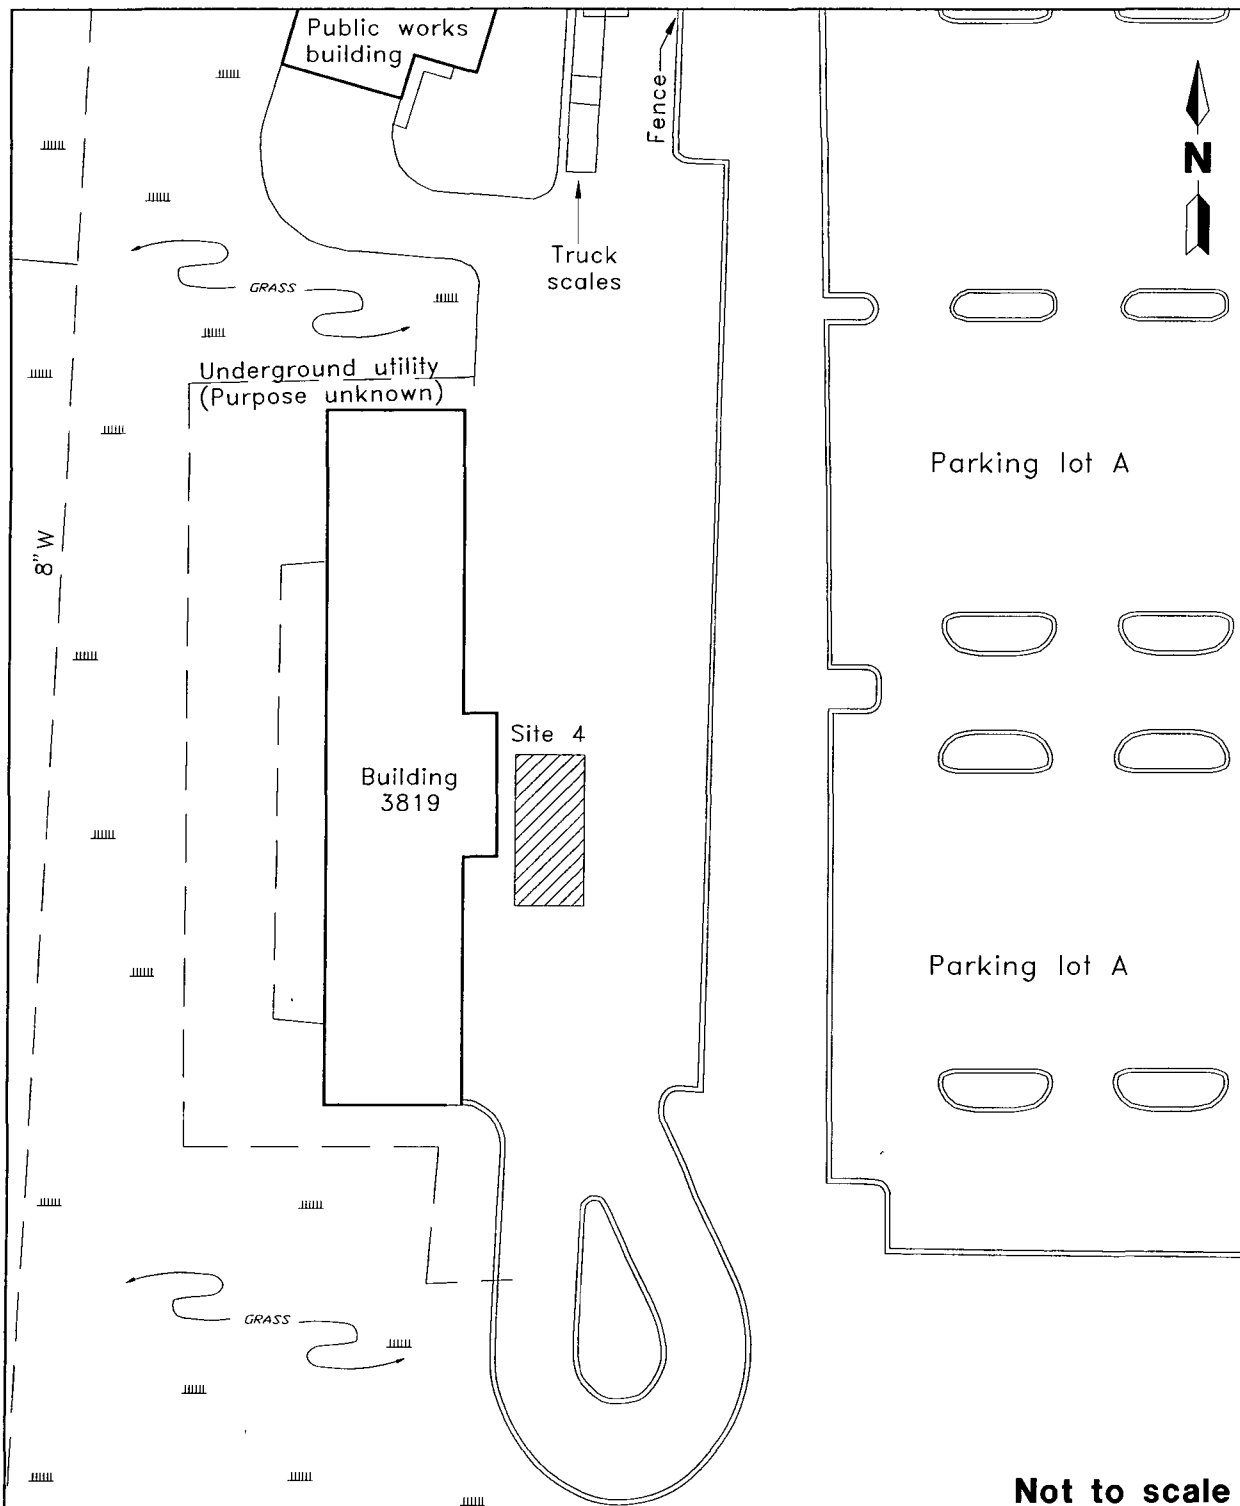 Public works
building
Fence
N
Truck
scales
GRASS
Underground utility
(Purpose unknown)
Parking lot A
8" W
Site 4
Building
3819
Parking lot A
GRASS
Not to scale